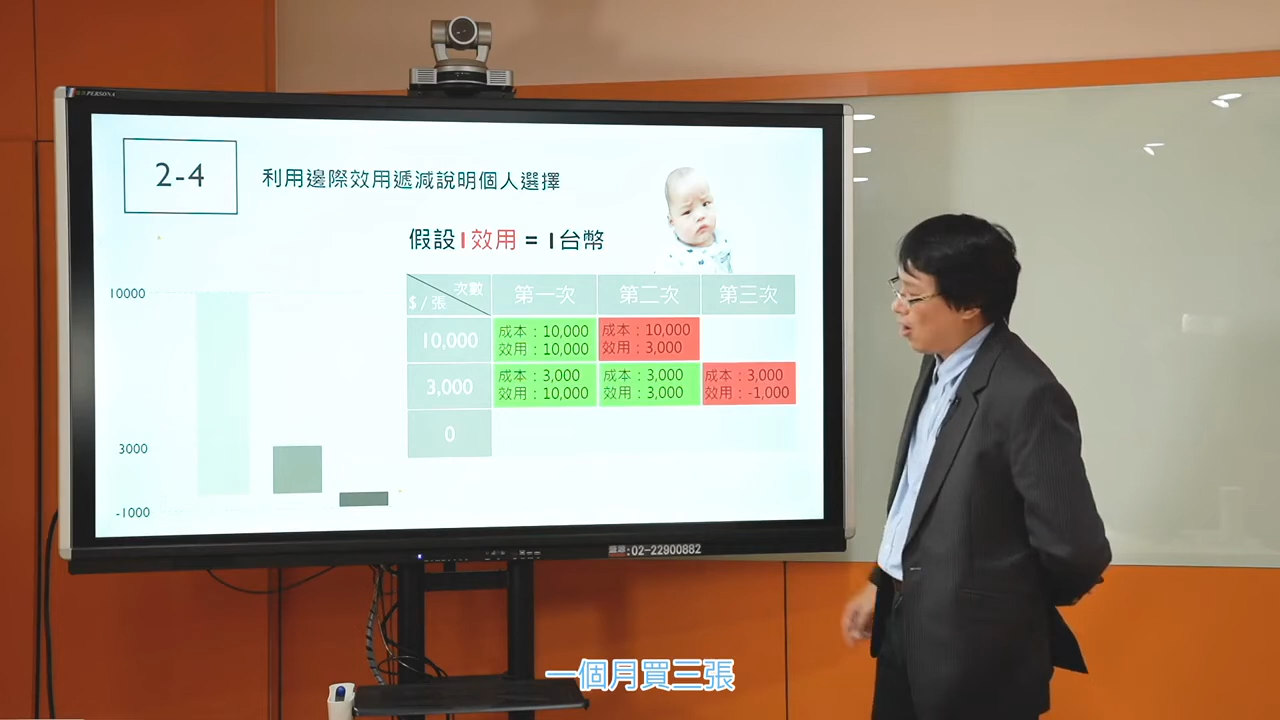 PERSONA
2-4
利用邊際效用遞減說明個人選擇
假設1效用 = 1台幣
次數
$ / 張
第一次
第二次
第三次
10,000
成本：10,000
效用：10,000
成本：10,000
效用：3,000
3,000
成本：3,000
效用：10,000
成本：3,000
效用：3,000
成本：3,000
效用：-1,000
0
10000
3000
-1000
:02-22900882
一個月買三張